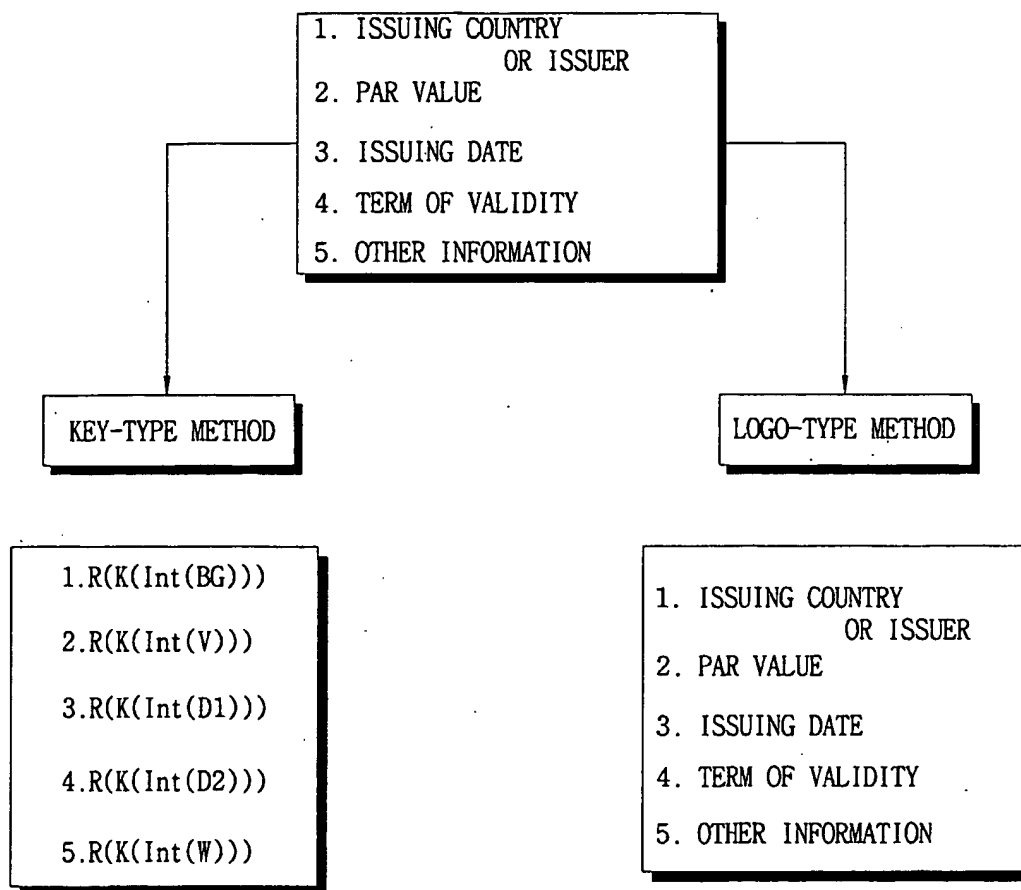 1. ISSUING COUNTRY
OR ISSUER
2. PAR VALUE
3. ISSUING DATE
4. TERM OF VALIDITY
5. OTHER INFORMATION
KEY-TYPE METHOD
LOGO-TYPE METHOD
1.R(K(Int(BG)))
2.R(K(Int(V)))
3.R(K(Int(D1)))
4.R(K(Int(D2)))
5.R(K(Int(W)))
1. ISSUING COUNTRY
OR ISSUER
2. PAR VALUE
3. ISSUING DATE
4. TERM OF VALIDITY
5. OTHER INFORMATION